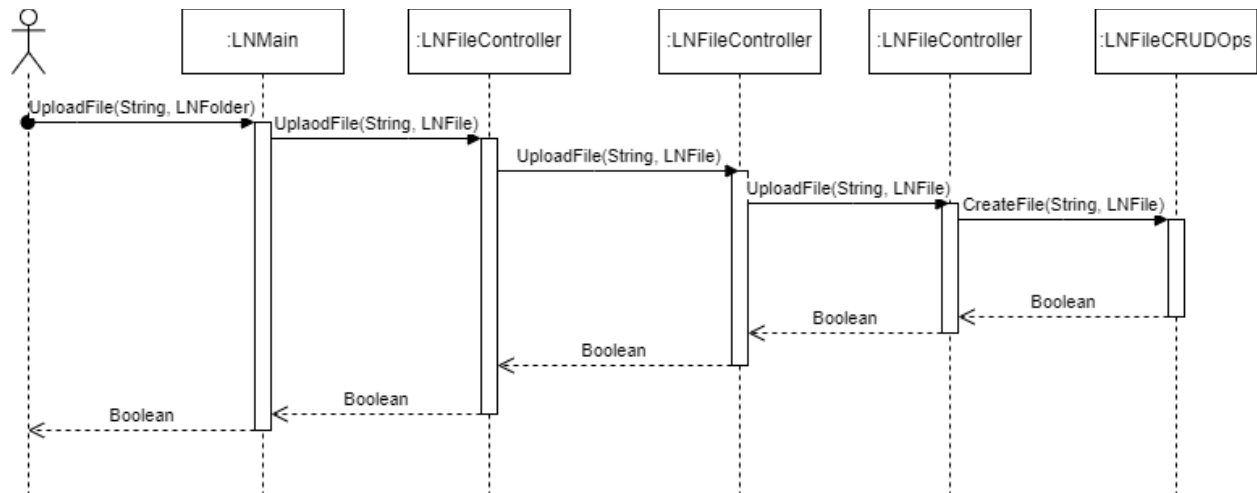 :LNMain
:LNFileController
:LNFileController
:LNFileController
:LNFileCRUDOps
UploadFile(String, LNFolder)
UplaodFile(String, LNFile)
UploadFile(String, LNFile)
UploadFile(String, LNFile)
CreateFile(String, LNFile)
Boolean
Boolean
Boolean
Boolean
Boolean